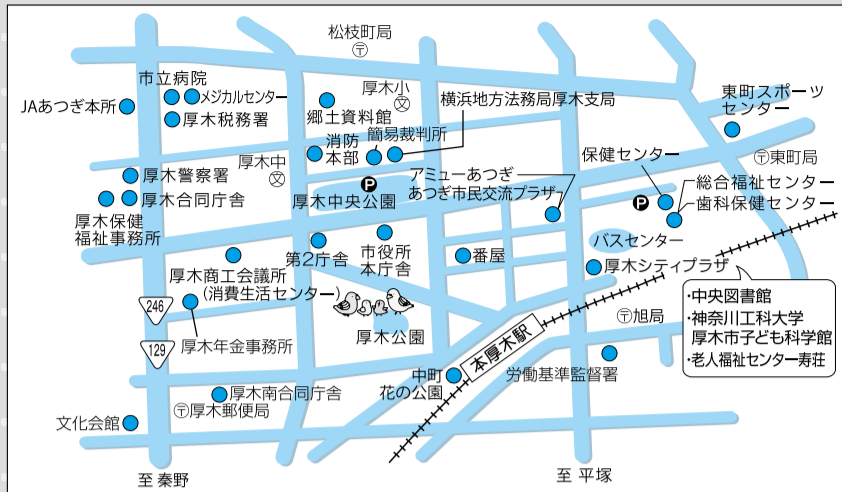 松枝町局
〒
市立病院
メジカルセンター
JAあつぎ本所
厚木税務署
郷土資料館
厚木小
文
横浜地方法務局厚木支局
東町スポーツ
センター
消防
本部
簡易裁判所
厚木中
文
保健センター
〒東町局
アミューあつぎ
あつぎ市民交流プラザ
厚木警察署
厚木合同庁舎
P
厚木中央公園
P
総合福祉センター
歯科保健センター
厚木保健
福祉事務所
バスセンター
第2庁舎
市役所
本庁舎
番屋
厚木商工会議所
(消費生活センター)
厚木シティプラザ
・中央図書館
・神奈川工科大学
厚木市子ども科学館
・老人福祉センター寿荘
246
厚木公園
〒旭局
129
厚木年金事務所
本厚木駅
労働基準監督署
中町
花の公園
厚木南合同庁舎
〒厚木郵便局
文化会館
至 秦野
至 平塚